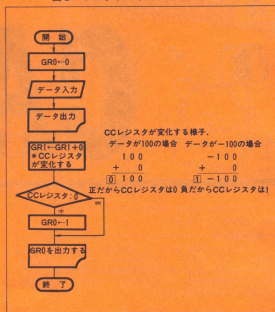 開 始
GR0←0
データ入力
データ出力
GR1←GR1+0
*CCレジスタ
が変化する
CCレジスタ:0
=
≠
GR0←1
GR0を出力する
終 了
CCレジスタが変化する様子.
データが100の場合 データが-100の場合
100 -100
+ 0 + 0
0 100 1 -100
正だからCCレジスタは0 負だからCCレジスタは1